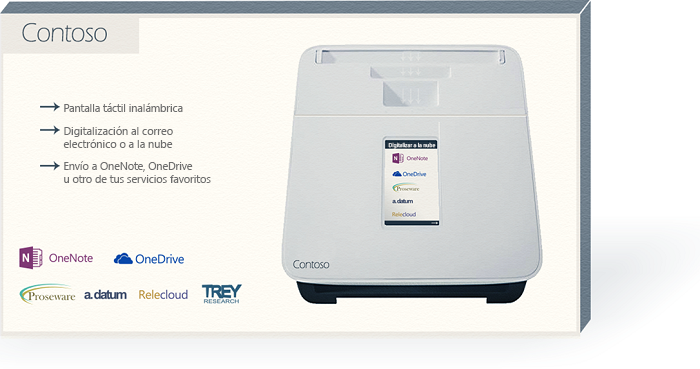 Contoso
Pantalla táctil inalámbrica
Digitalización al correo
electrónico o a la nube
Envío a OneNote, OneDrive
u otro de tus servicios favoritos
N OneNote
OneDrive
Proseware
a.datum
Relecloud
TREY
RESEARCH
Digitalizar a la nube
OneNote
OneDrive
Proseware
a.datum
Relecloud
Contoso